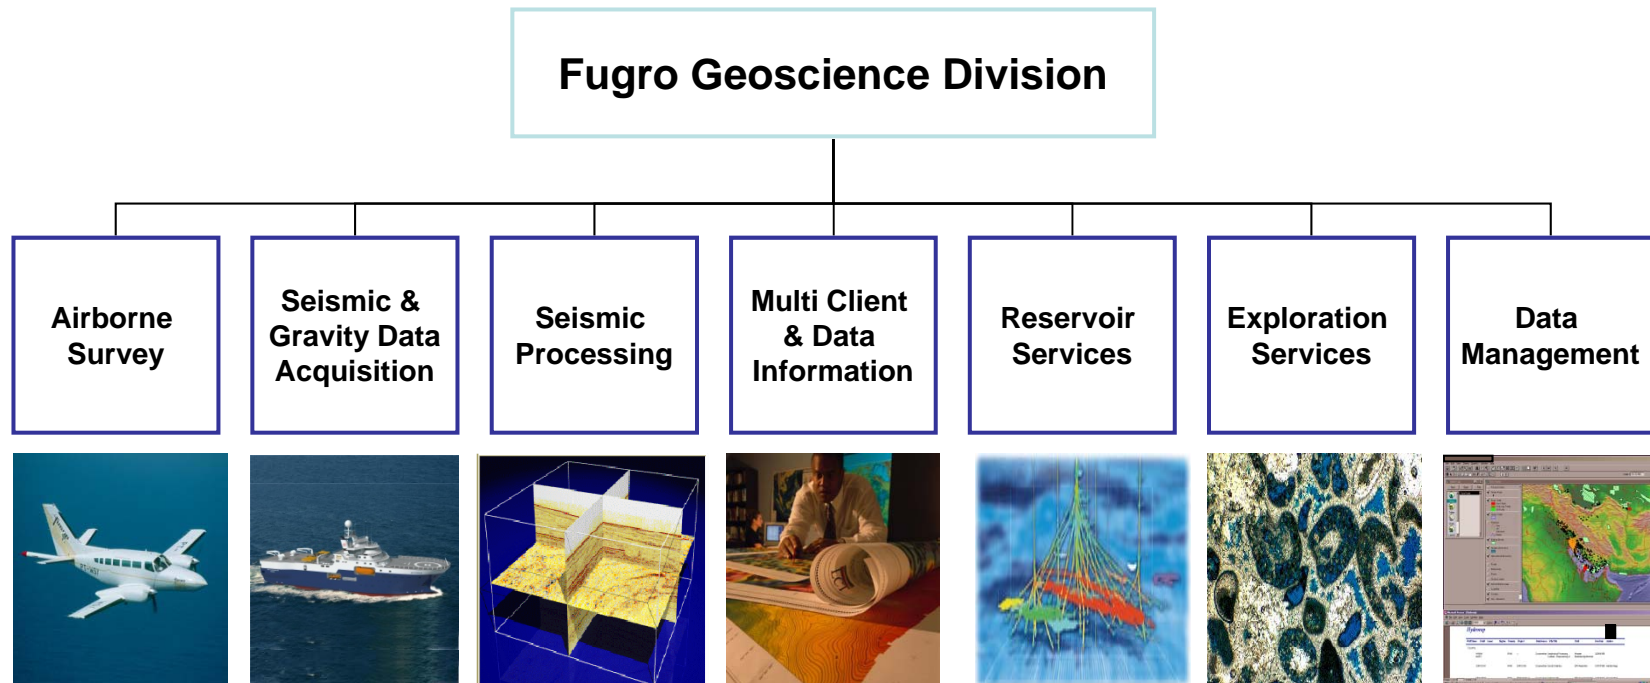 Fugro Geoscience Division
Airborne
Survey
Seismic &
Gravity Data
Acquisition
Seismic
Processing
Multi Client
& Data
Information
Reservoir
Services
Exploration
Services
Data
Management